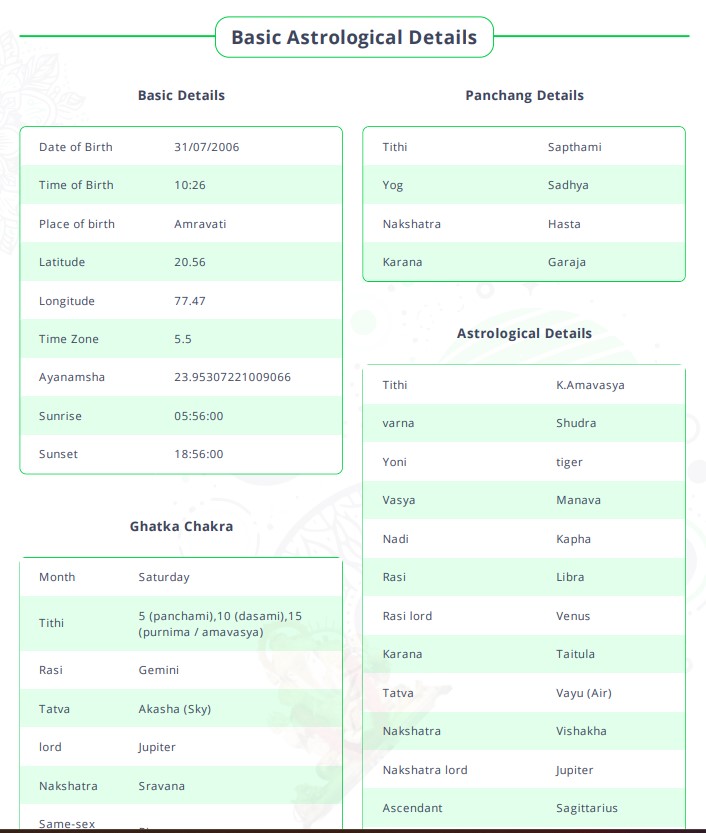 Basic Astrological Details
Basic Details
Date of Birth 31/07/2006
Time of Birth 10:26
Place of birth Amravati
Latitude 20.56
Longitude 77.47
Time Zone 5.5
Ayanamsha 23.95307221009066
Sunrise 05:56:00
Sunset 18:56:00
Ghatka Chakra
Month Saturday
Tithi 5 (panchami),10 (dasami),15
(purnima / amavasya)
Rasi Gemini
Tatva Akasha (Sky)
lord Jupiter
Nakshatra Sravana
Same-sex
Panchang Details
Tithi Sapthami
Yog Sadhya
Nakshatra Hasta
Karana Garaja
Astrological Details
Tithi K.Amavasya
varna Shudra
Yoni tiger
Vasya Manava
Nadi Kapha
Rasi Libra
Rasi lord Venus
Karana Taitula
Tatva Vayu (Air)
Nakshatra Vishakha
Nakshatra lord Jupiter
Ascendant Sagittarius